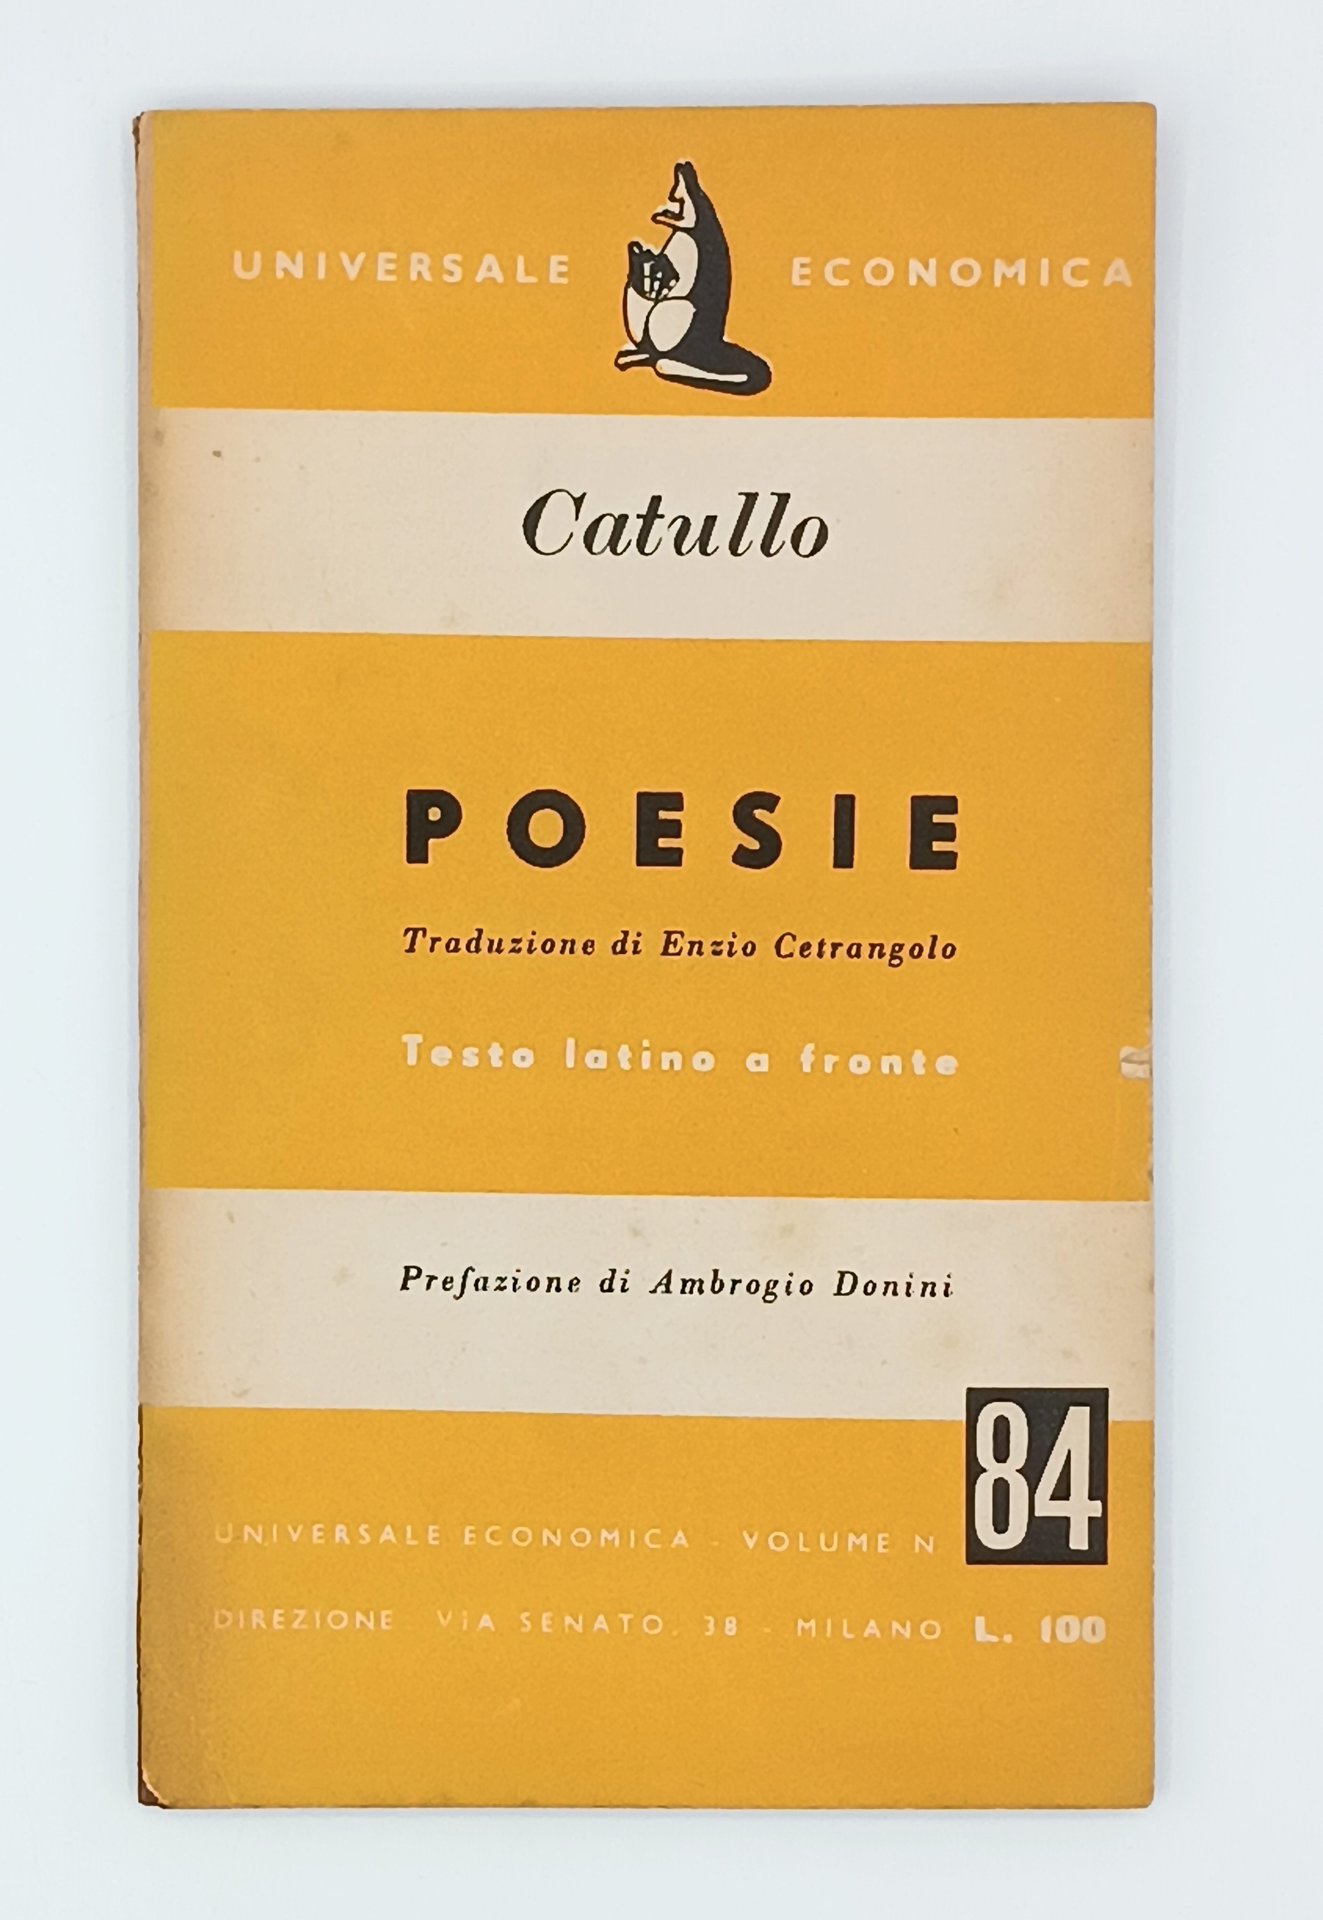 UNIVERSALE ECONOMICA
Catullo
POESIE
Traduzione di Enzio Cetrangolo
Testo latino a fronte
Prefazione di Ambrogio Donini
84
UNIVERSALE ECONOMICA - VOLUME N
DIREZIONE: VIA SENATO, 38 - MILANO L. 100